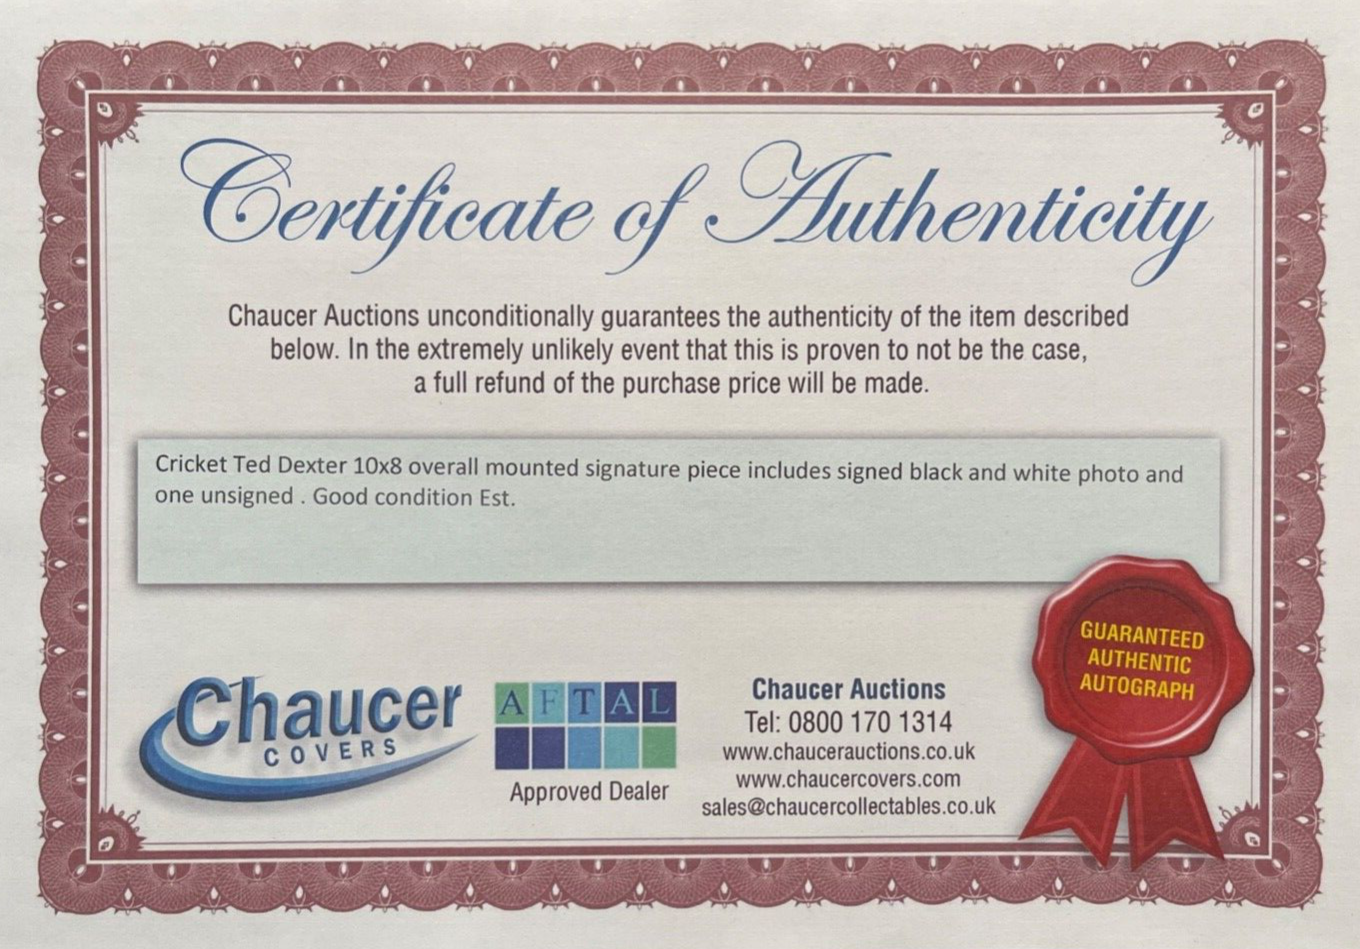 Certificate of Authenticity
Chaucer Auctions unconditionally guarantees the authenticity of the item described
below. In the extremely unlikely event that this is proven to not be the case,
a full refund of the purchase price will be made.
Cricket Ted Dexter 10x8 overall mounted signature piece includes signed black and white photo and
one unsigned . Good condition Est.
GUARANTEED
AUTHENTIC
AUTOGRAPH
Chaucer
COVERS
AFTAL
Approved Dealer
Chaucer Auctions
Tel: 0800 170 1314
www.chaucerauctions.co.uk
www.chaucercovers.com
sales@chaucercollectables.co.uk